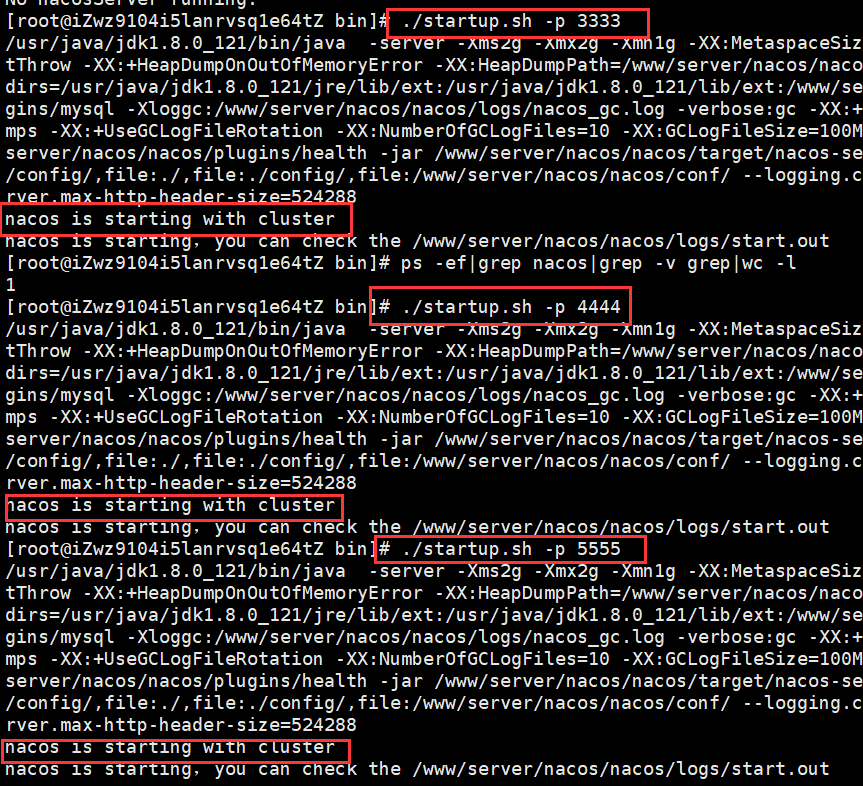 No nacosServer running.
[root@iZwz9104i5lanrvsq1e64tZ bin]# ./startup.sh -p 3333
/usr/java/jdk1.8.0_121/bin/java  -server -Xms2g -Xmx2g -Xmn1g -XX:MetaspaceSiz
tThrow -XX:+HeapDumpOnOutOfMemoryError -XX:HeapDumpPath=/www/server/nacos/naco
dirs=/usr/java/jdk1.8.0_121/jre/lib/ext:/usr/java/jdk1.8.0_121/lib/ext:/www/se
gins/mysql -Xloggc:/www/server/nacos/nacos/logs/nacos_gc.log -verbose:gc -XX:+
mps -XX:+UseGCLogFileRotation -XX:NumberOfGCLogFiles=10 -XX:GCLogFileSize=100M
server/nacos/nacos/plugins/health -jar /www/server/nacos/nacos/target/nacos-se
/config/,file:./,file:./config/,file:/www/server/nacos/nacos/conf/ --logging.c
rver.max-http-header-size=524288
nacos is starting with cluster
nacos is starting，you can check the /www/server/nacos/nacos/logs/start.out
[root@iZwz9104i5lanrvsq1e64tZ bin]# ps -ef|grep nacos|grep -v grep|wc -l
1
[root@iZwz9104i5lanrvsq1e64tZ bin]# ./startup.sh -p 4444
/usr/java/jdk1.8.0_121/bin/java  -server -Xms2g -Xmx2g -Xmn1g -XX:MetaspaceSiz
tThrow -XX:+HeapDumpOnOutOfMemoryError -XX:HeapDumpPath=/www/server/nacos/naco
dirs=/usr/java/jdk1.8.0_121/jre/lib/ext:/usr/java/jdk1.8.0_121/lib/ext:/www/se
gins/mysql -Xloggc:/www/server/nacos/nacos/logs/nacos_gc.log -verbose:gc -XX:+
mps -XX:+UseGCLogFileRotation -XX:NumberOfGCLogFiles=10 -XX:GCLogFileSize=100M
server/nacos/nacos/plugins/health -jar /www/server/nacos/nacos/target/nacos-se
/config/,file:./,file:./config/,file:/www/server/nacos/nacos/conf/ --logging.c
rver.max-http-header-size=524288
nacos is starting with cluster
nacos is starting，you can check the /www/server/nacos/nacos/logs/start.out
[root@iZwz9104i5lanrvsq1e64tZ bin]# ./startup.sh -p 5555
/usr/java/jdk1.8.0_121/bin/java  -server -Xms2g -Xmx2g -Xmn1g -XX:MetaspaceSiz
tThrow -XX:+HeapDumpOnOutOfMemoryError -XX:HeapDumpPath=/www/server/nacos/naco
dirs=/usr/java/jdk1.8.0_121/jre/lib/ext:/usr/java/jdk1.8.0_121/lib/ext:/www/se
gins/mysql -Xloggc:/www/server/nacos/nacos/logs/nacos_gc.log -verbose:gc -XX:+
mps -XX:+UseGCLogFileRotation -XX:NumberOfGCLogFiles=10 -XX:GCLogFileSize=100M
server/nacos/nacos/plugins/health -jar /www/server/nacos/nacos/target/nacos-se
/config/,file:./,file:./config/,file:/www/server/nacos/nacos/conf/ --logging.c
rver.max-http-header-size=524288
nacos is starting with cluster
nacos is starting，you can check the /www/server/nacos/nacos/logs/start.out